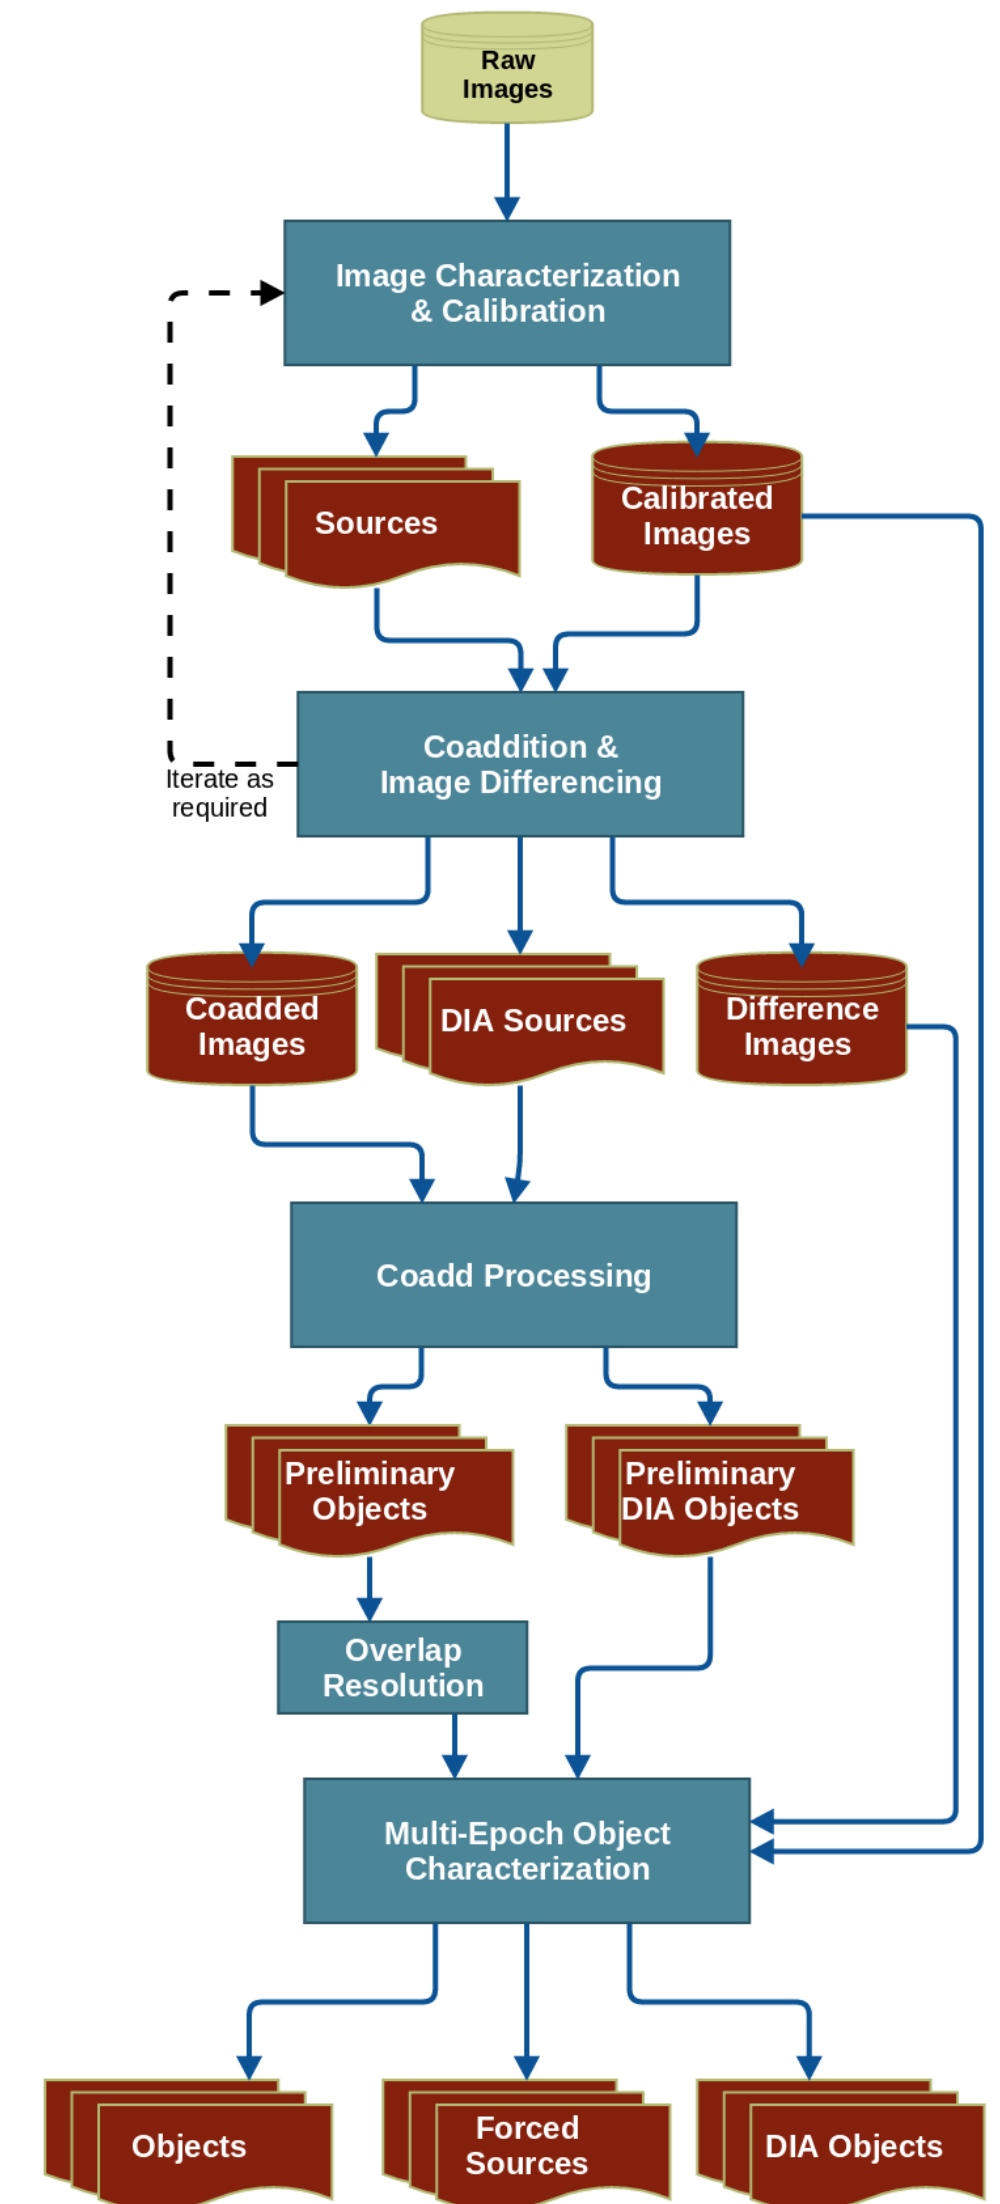 Raw
Images
Image Characterization
& Calibration
Sources
Calibrated
Images
Coaddition &
Image Differencing
Iterate as
required
Coadded
Images
DIA Sources
Difference
Images
Coadd Processing
Preliminary
Objects
Preliminary
DIA Objects
Overlap
Resolution
Multi-Epoch Object
Characterization
Objects
Forced
Sources
DIA Objects